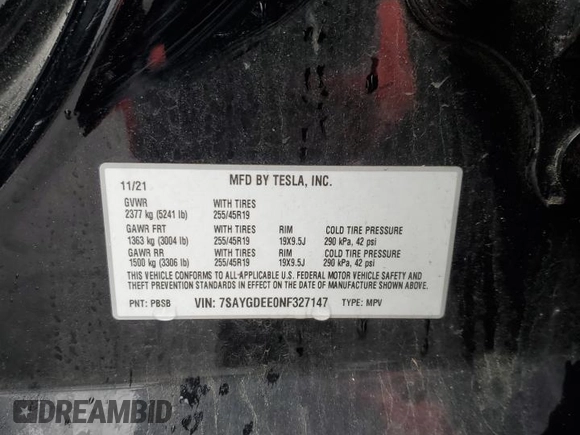 11/21 MFD BY TESLA, INC.
GVWR WITH TIRES
2377 kg (5241 lb) 255/45R19
GAWR FRT WITH TIRES RIM COLD TIRE PRESSURE
1363 kg (3004 lb) 255/45R19 19X9.5J 290 kPa, 42 psi
GAWR RR WITH TIRES RIM COLD TIRE PRESSURE
1500 kg (3306 lb) 255/45R19 19X9.5J 290 kPa, 42 psi
THIS VEHICLE CONFORMS TO ALL APPLICABLE U.S. FEDERAL MOTOR VEHICLE SAFETY AND
THEFT PREVENTION STANDARDS IN EFFECT ON THE DATE OF MANUFACTURE SHOWN ABOVE.
PNT: PBSB VIN: 7SAYGDEE0NF327147 TYPE: MPV
DREAMBID